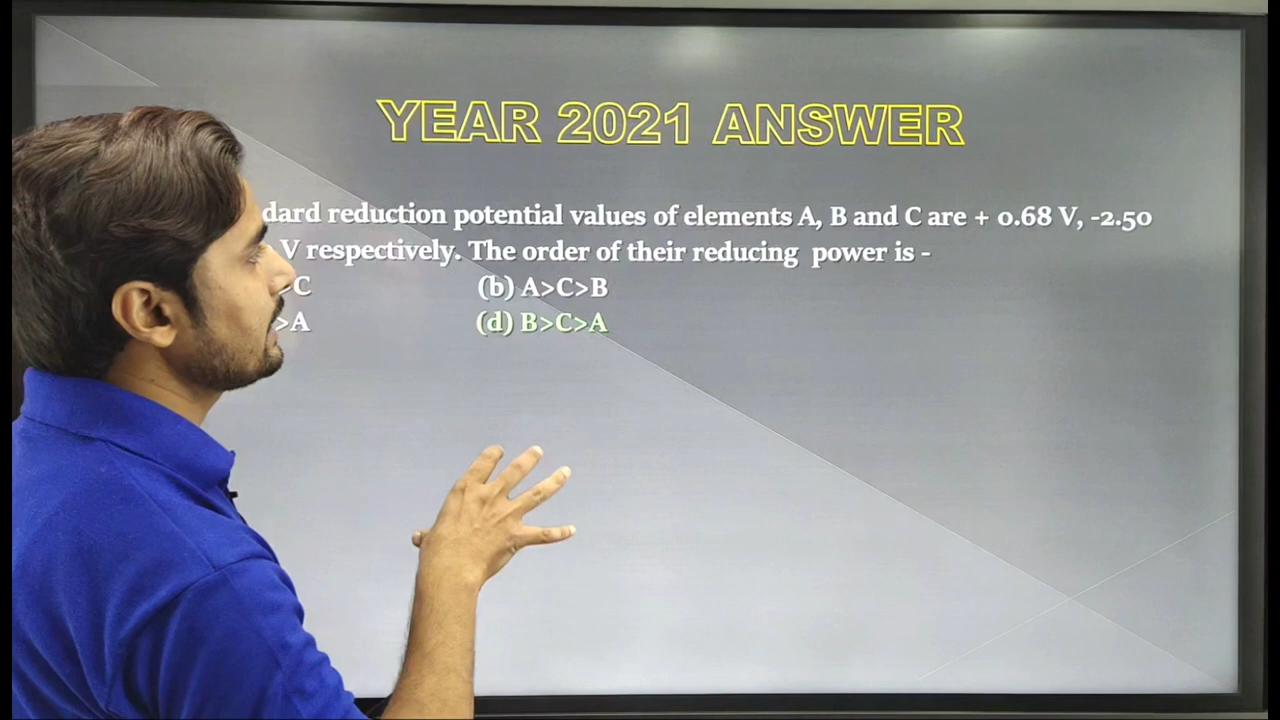 YEAR 2021 ANSWER
dard reduction potential values of elements A, B and C are + 0.68 V, -2.50
V respectively. The order of their reducing power is -
>C (b) A>C>B
>A (d) B>C>A